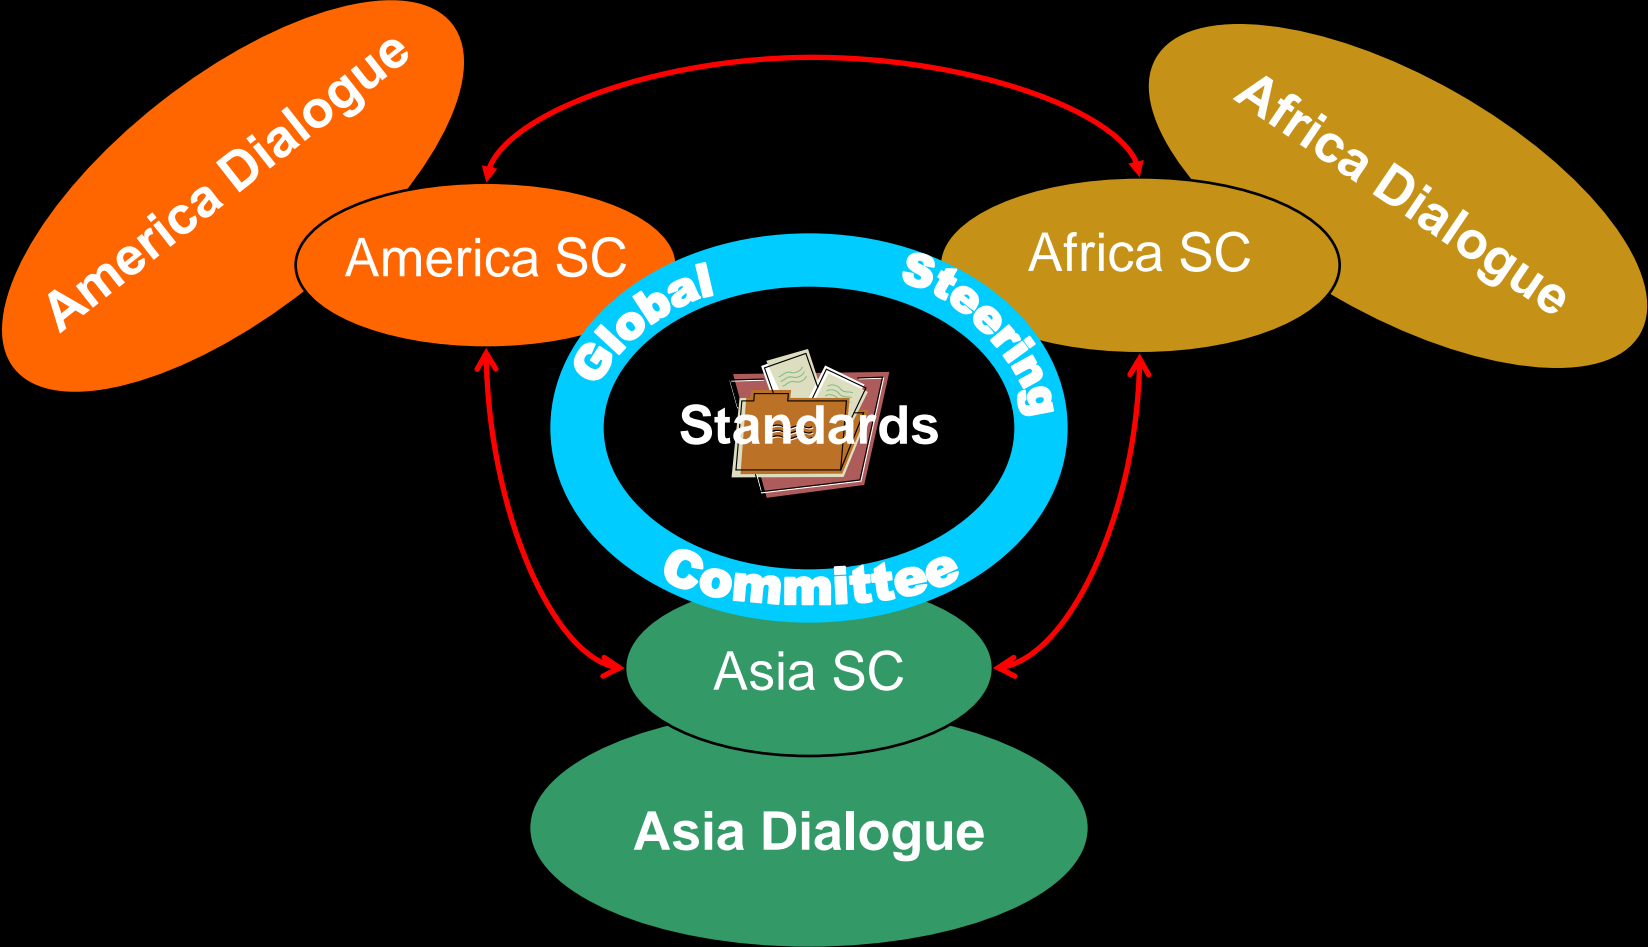 America Dialogue
Africa Dialogue
America SC
Africa SC
Global
Steering
Standards
Committee
Asia SC
Asia Dialogue